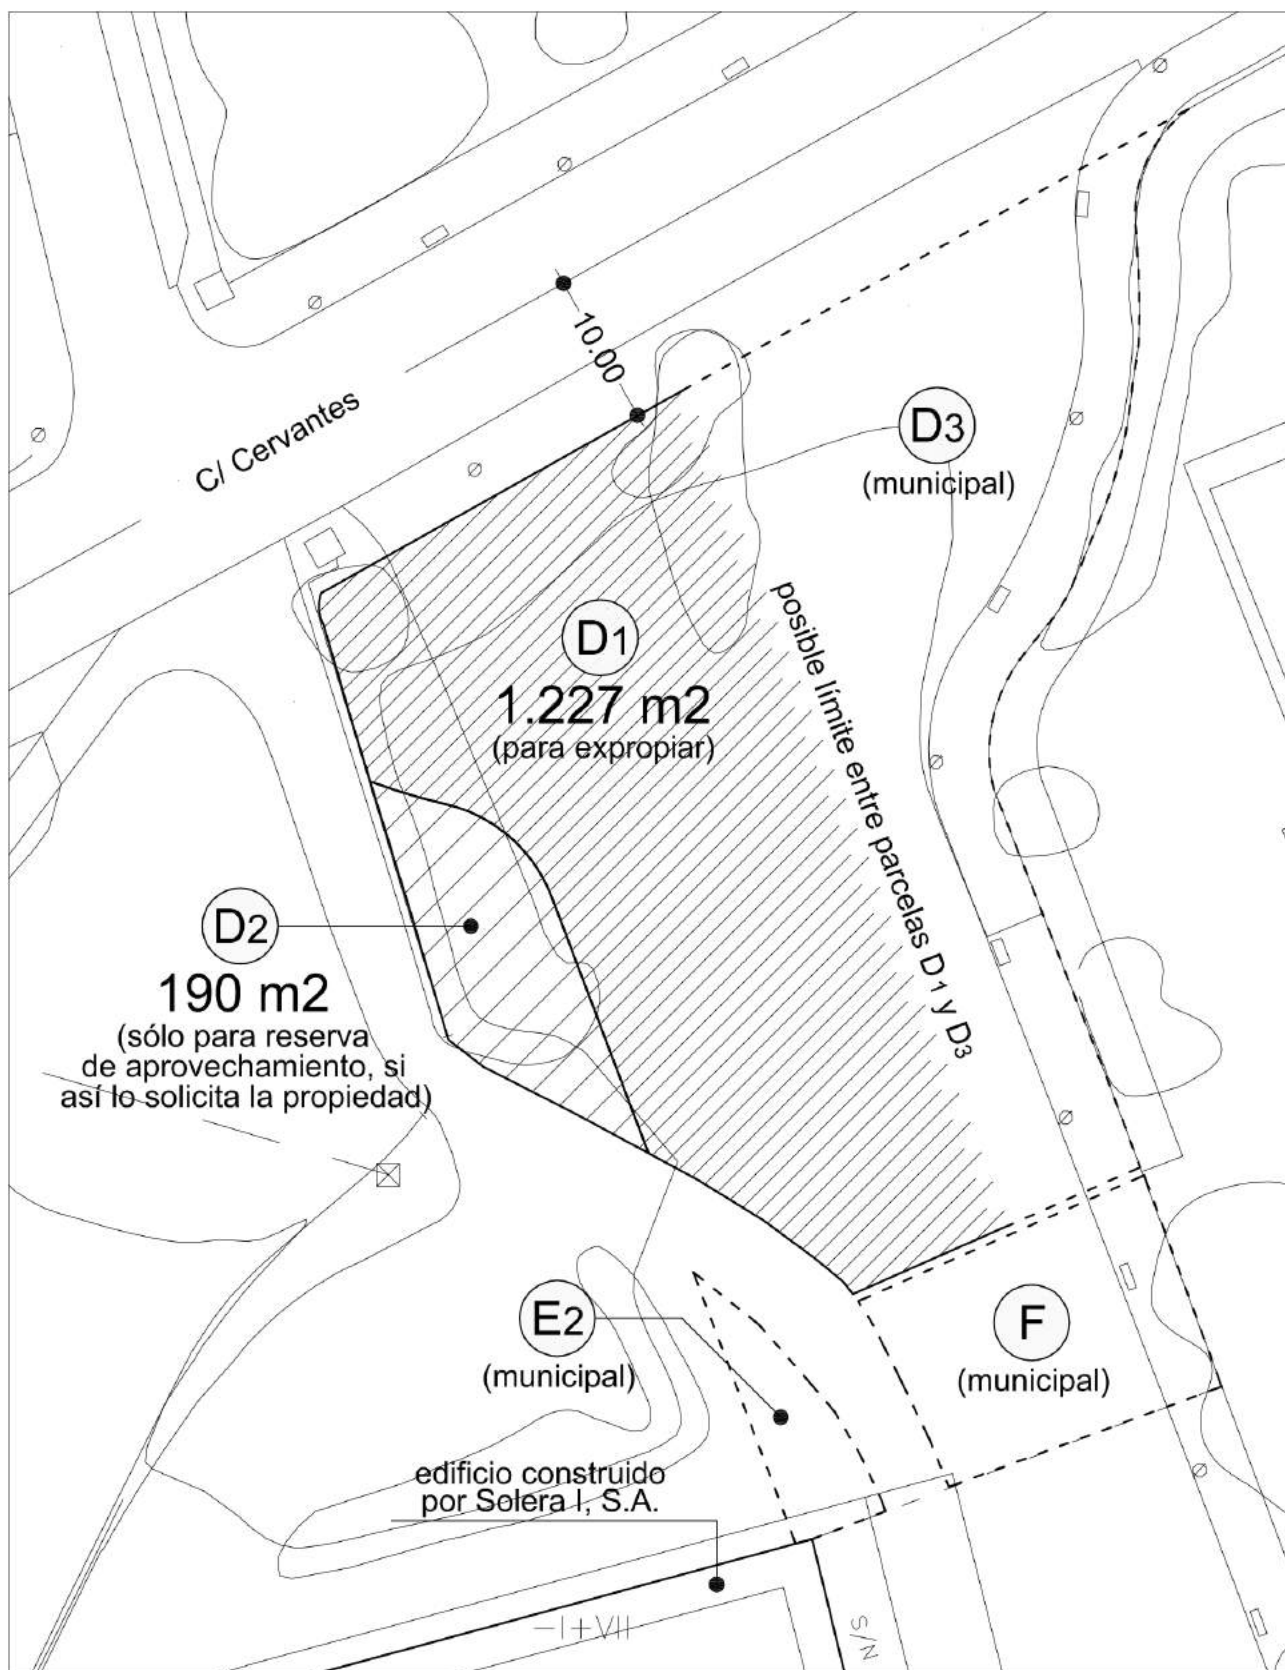 10.00
C/ Cervantes
D3
(municipal)
D1
1.227 m2
(para expropiar)
posible límite entre parcelas D1 y D3
D2
190 m2
(sólo para reserva
de aprovechamiento, si
así lo solicita la propiedad)
E2
(municipal)
F
(municipal)
edificio construido
por Solera I, S.A.
-I+VII
S/N